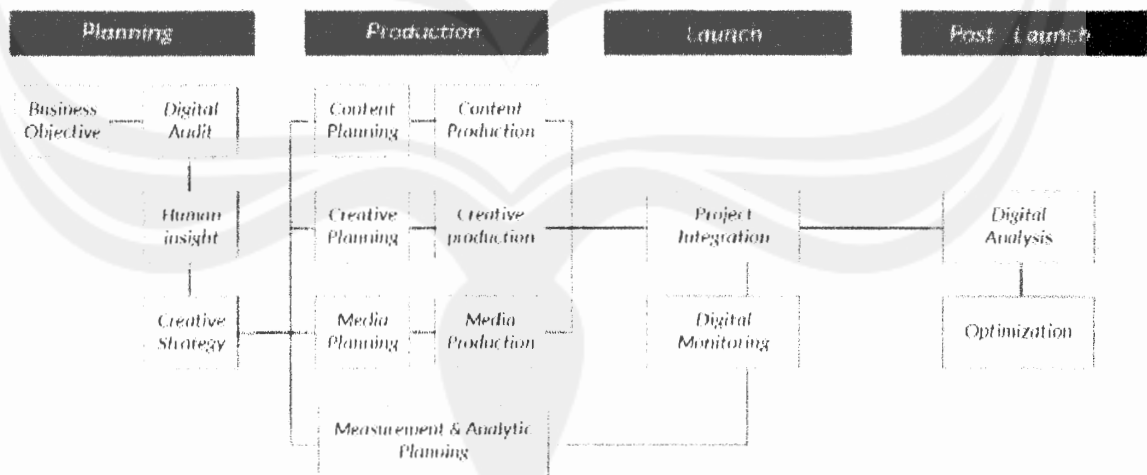 Planning
Production
Launch
Post Launch
Business
Objective
Digital
Audit
Human
insight
Creative
Strategy
Content
Planning
Content
Production
Creative
Planning
Creative
production
Media
Planning
Media
Production
Measurement & Analytic
Planning
Project
Integration
Digital
Monitoring
Digital
Analysis
Optimization